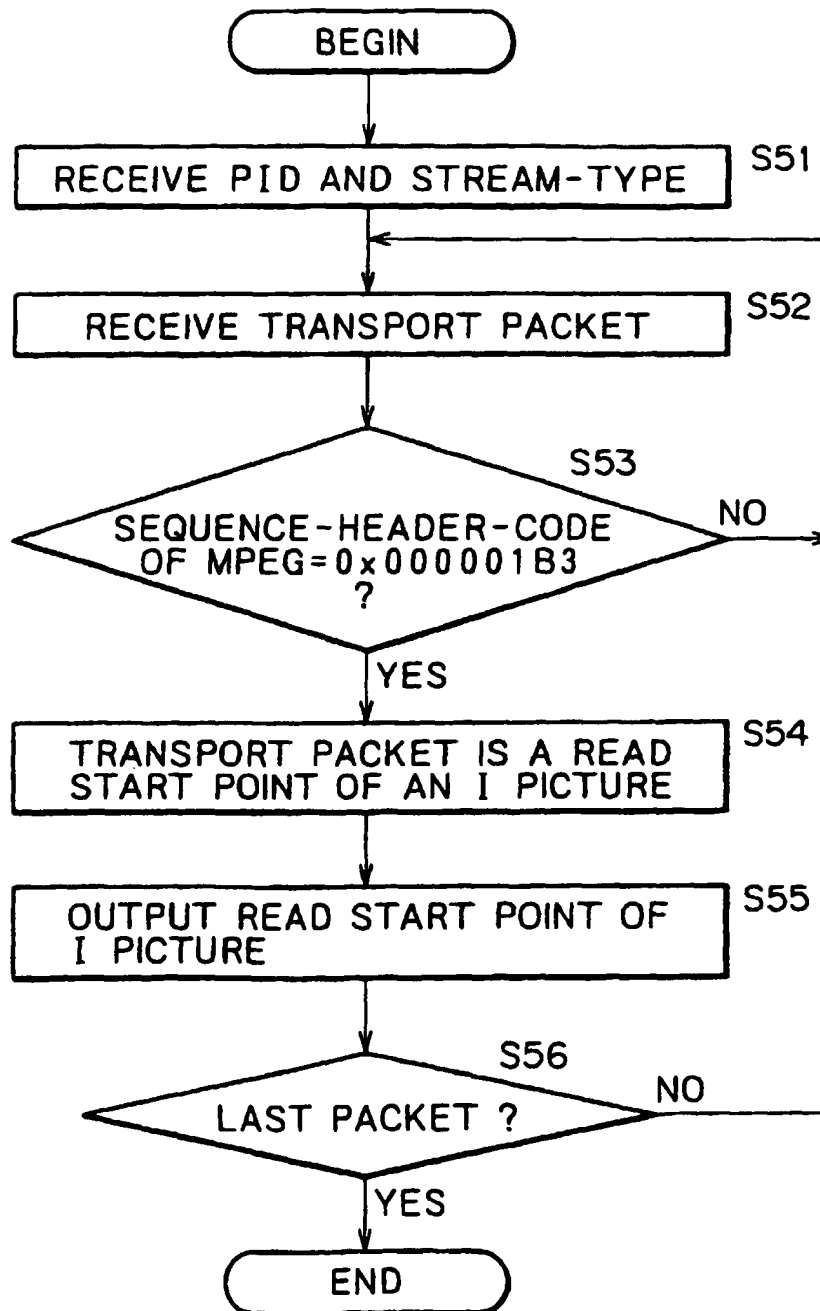 BEGIN
RECEIVE PID AND STREAM-TYPE
S51
RECEIVE TRANSPORT PACKET
S52
S53
SEQUENCE-HEADER-CODE
OF MPEG=0x000001B3
?
NO
YES
TRANSPORT PACKET IS A READ
START POINT OF AN I PICTURE
S54
OUTPUT READ START POINT OF
I PICTURE
S55
S56
LAST PACKET ?
NO
YES
END